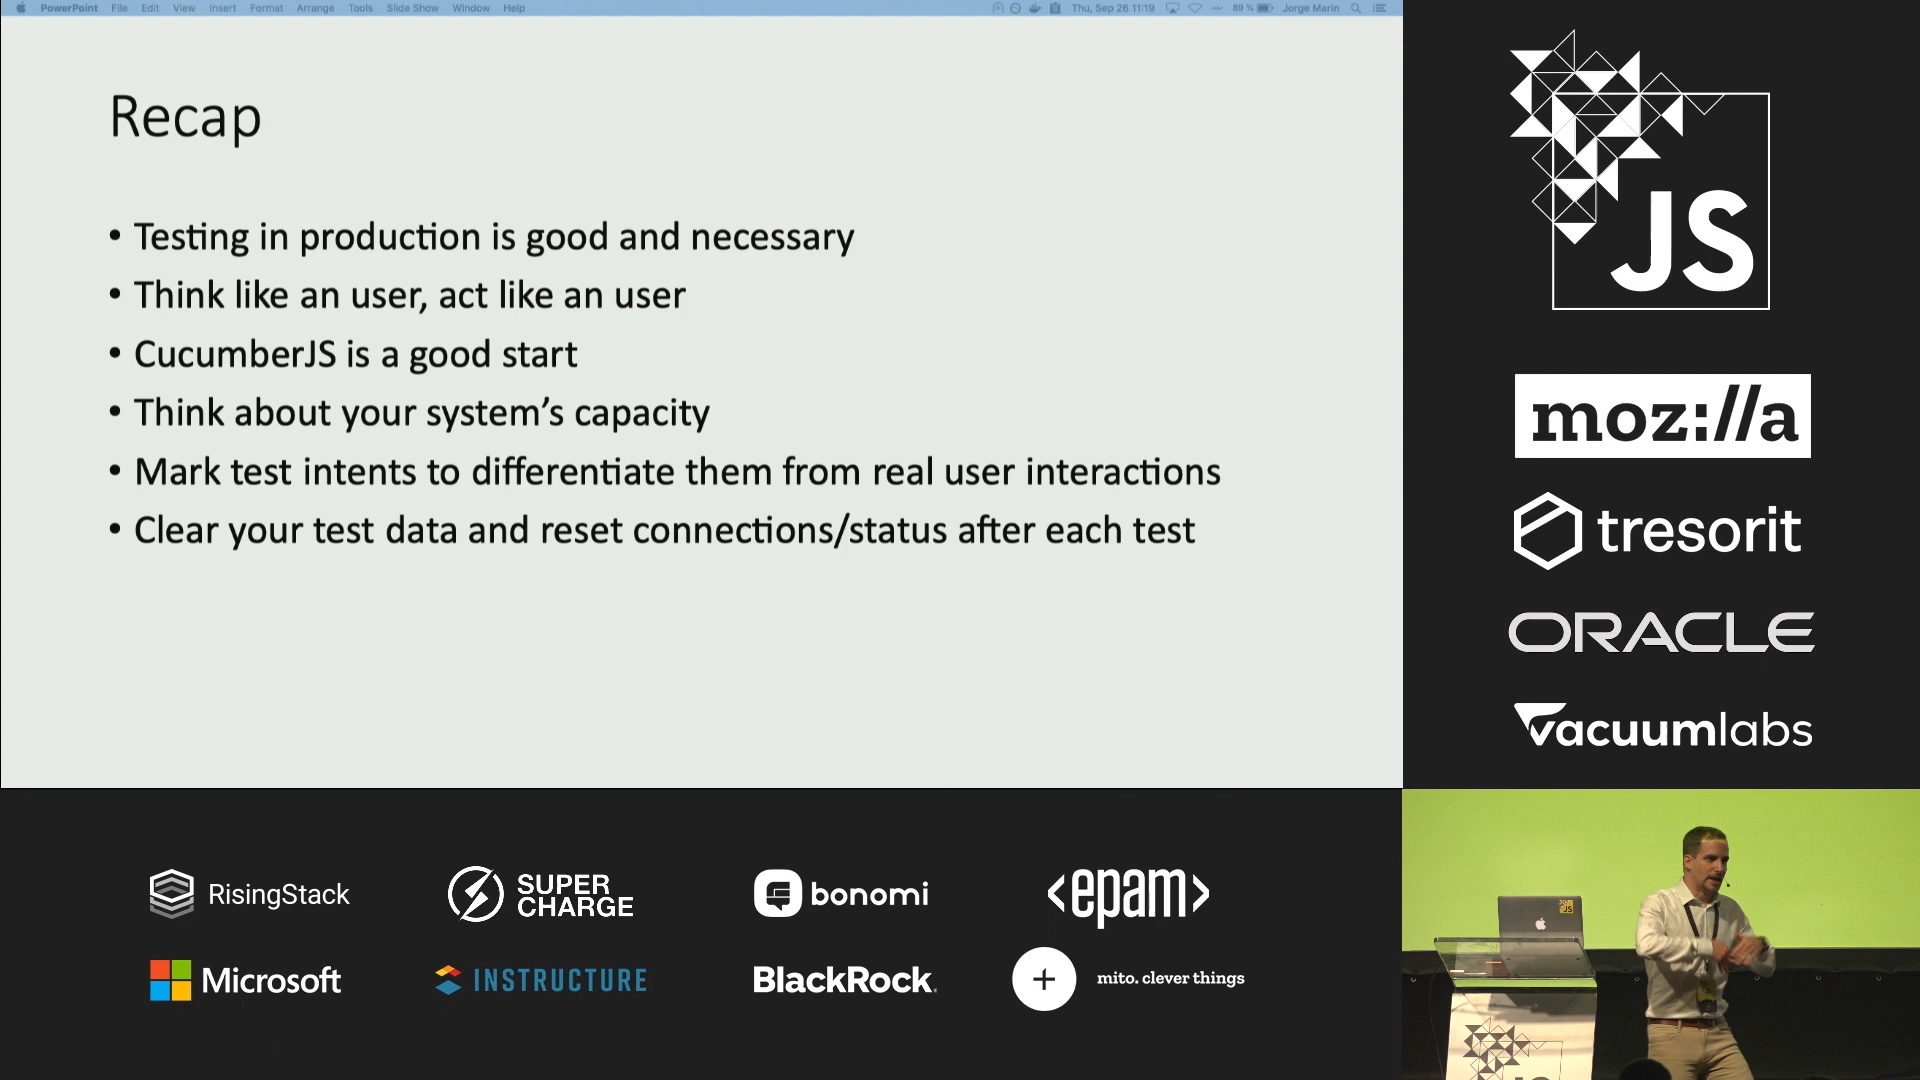 PowerPoint File Edit View Insert Format Arrange Tools Slide Show Window Help
Thu, Sep 26 11:19 89 % Jorge Marin
Recap
• Testing in production is good and necessary
• Think like an user, act like an user
• CucumberJS is a good start
• Think about your system’s capacity
• Mark test intents to differentiate them from real user interactions
• Clear your test data and reset connections/status after each test
JS
moz://a
tresorit
ORACLE
vacuumlabs
RisingStack
SUPER
CHARGE
bonomi
<epam>
Microsoft
INSTRUCTURE
BlackRock.
+ mito. clever things
JS